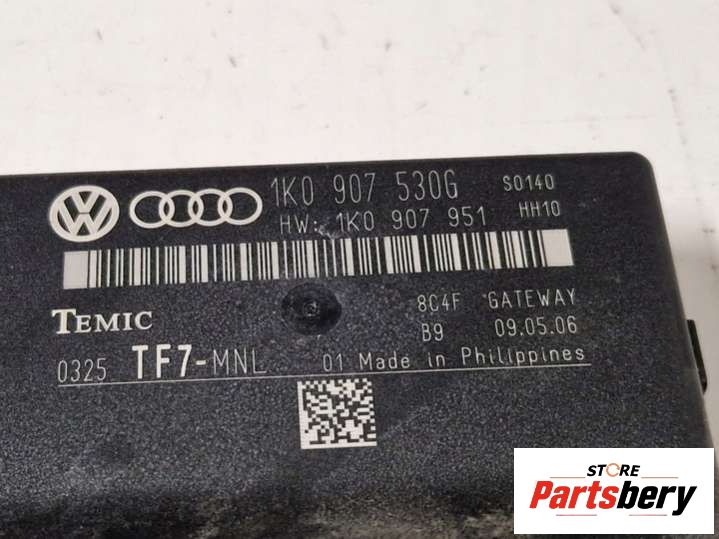 1K0 907 530G S0140
HW: 1K0 907 951 HH10
TEMIC
8C4F GATEWAY
B9 09.05.06
0325 TF7-MNL 01 Made in Philippines
STORE
Partsbery